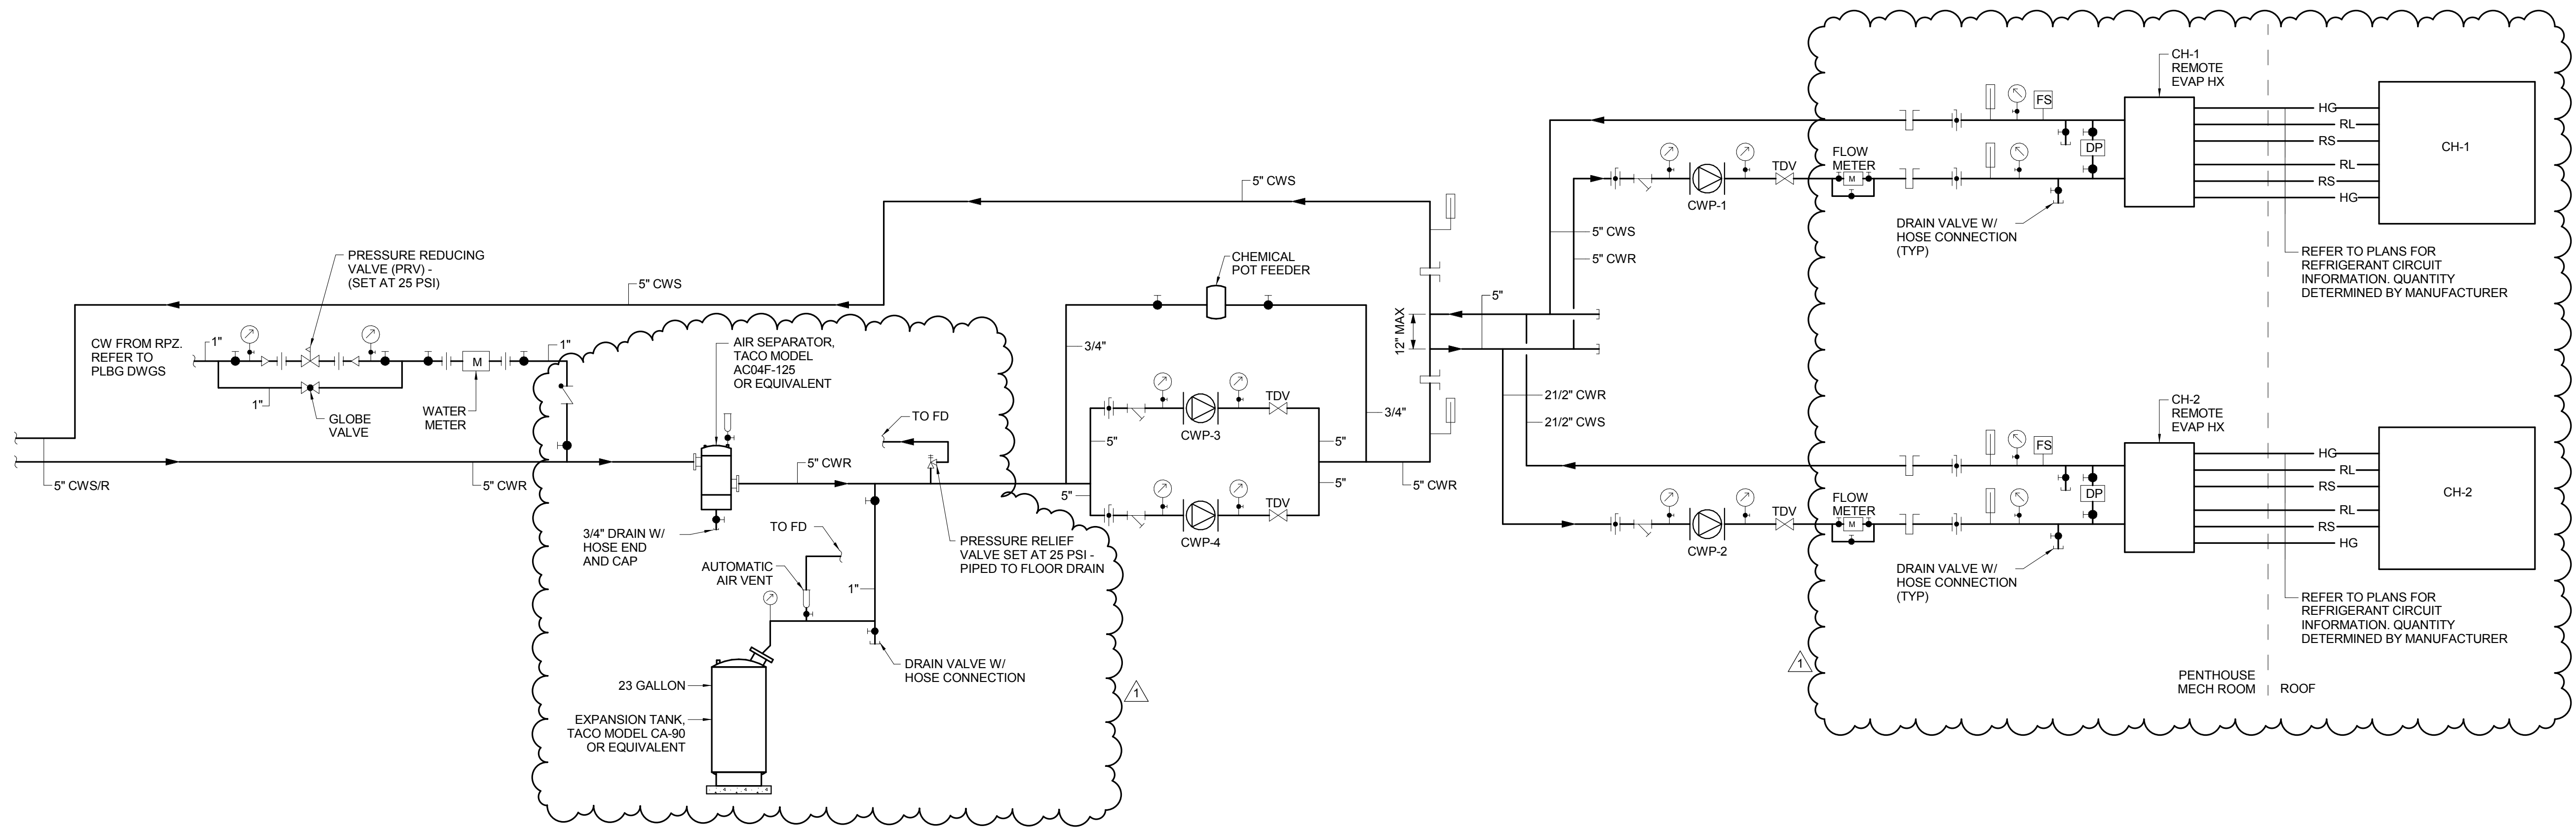 CH-1
REMOTE
EVAP HX
FS
HG
RL
RS
RL
RS
HG
CH-1
DP
FLOW
METER
M
TDV
CWP-1
DRAIN VALVE W/
HOSE CONNECTION
(TYP)
REFER TO PLANS FOR
REFRIGERANT CIRCUIT
INFORMATION. QUANTITY
DETERMINED BY MANUFACTURER
5" CWS
5" CWS
5" CWR
PRESSURE REDUCING
VALVE (PRV) -
(SET AT 25 PSI)
5" CWS
CHEMICAL
POT FEEDER
5"
12" MAX
CW FROM RPZ.
REFER TO
PLBG DWGS
1"
1"
M
1"
GLOBE
VALVE
WATER
METER
AIR SEPARATOR,
TACO MODEL
AC04F-125
OR EQUIVALENT
3/4"
3/4"
TO FD
TDV
CWP-3
5"
5"
21/2" CWR
21/2" CWS
5" CWS/R
5" CWR
5" CWR
5"
5"
5" CWR
TDV
CWP-4
3/4" DRAIN W/
HOSE END
AND CAP
TO FD
AUTOMATIC
AIR VENT
1"
PRESSURE RELIEF
VALVE SET AT 25 PSI -
PIPED TO FLOOR DRAIN
DRAIN VALVE W/
HOSE CONNECTION
23 GALLON
EXPANSION TANK,
TACO MODEL CA-90
OR EQUIVALENT
1
CH-2
REMOTE
EVAP HX
FS
HG
RL
RS
RL
RS
HG
CH-2
DP
FLOW
METER
M
TDV
CWP-2
DRAIN VALVE W/
HOSE CONNECTION
(TYP)
REFER TO PLANS FOR
REFRIGERANT CIRCUIT
INFORMATION. QUANTITY
DETERMINED BY MANUFACTURER
1
PENTHOUSE
MECH ROOM
ROOF